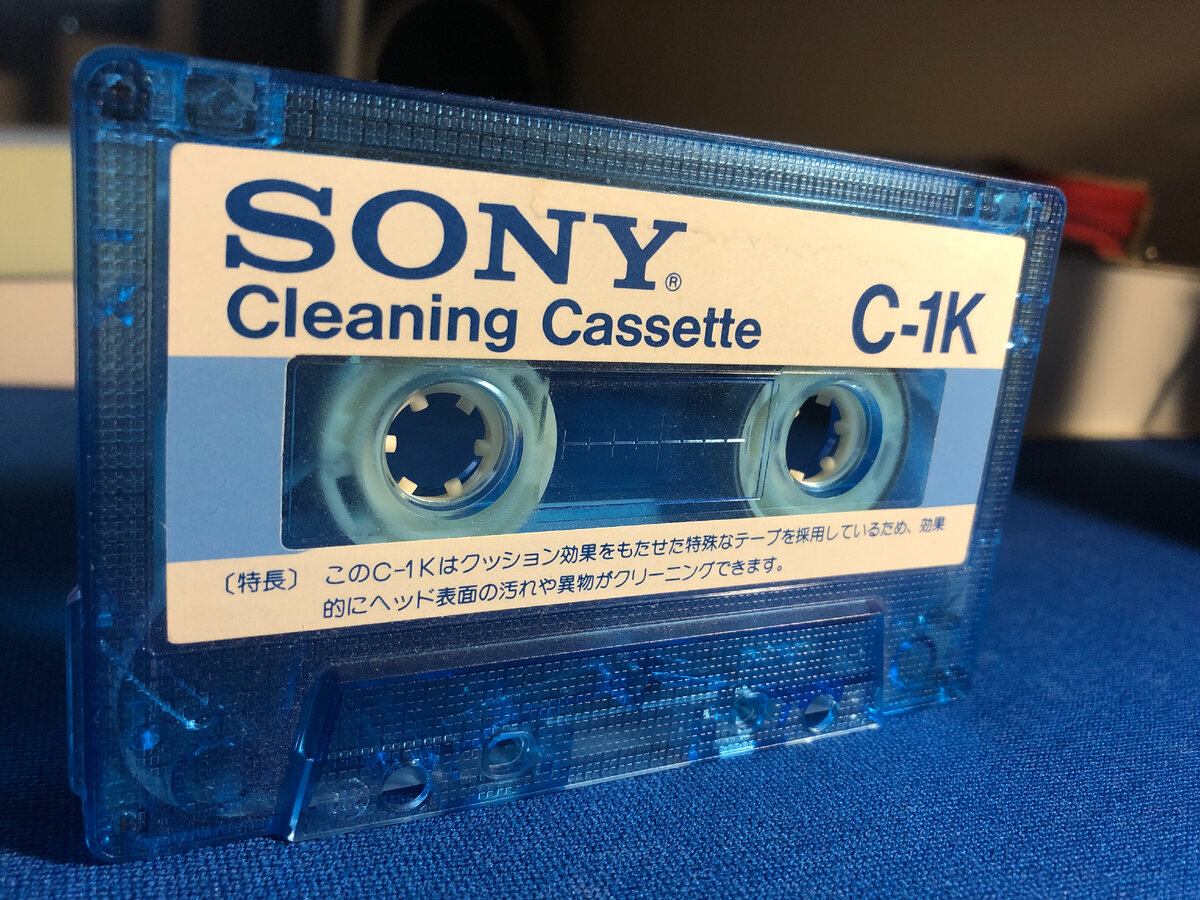 SONY®
Cleaning Cassette
C-1K
〔特長〕 このC-1Kはクッション効果をもたせた特殊なテープを採用しているため、効果
的にヘッド表面の汚れや異物がクリーニングできます。